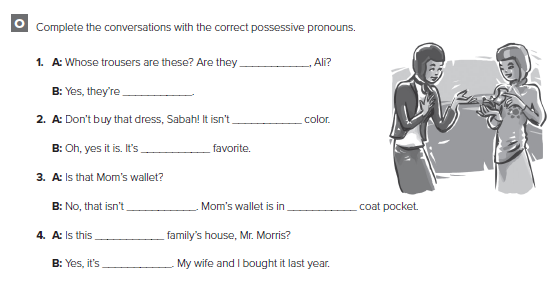 O Complete the conversations with the correct possessive pronouns.
1. A: Whose trousers are these? Are they ____________, Ali?
B: Yes, they're ____________.
2. A: Don't buy that dress, Sabah! It isn't ____________ color.
B: Oh, yes it is. It's ____________ favorite.
3. A: Is that Mom's wallet?
B: No, that isn't ____________. Mom's wallet is in ____________ coat pocket.
4. A: Is this ____________ family's house, Mr. Morris?
B: Yes, it's ____________. My wife and I bought it last year.